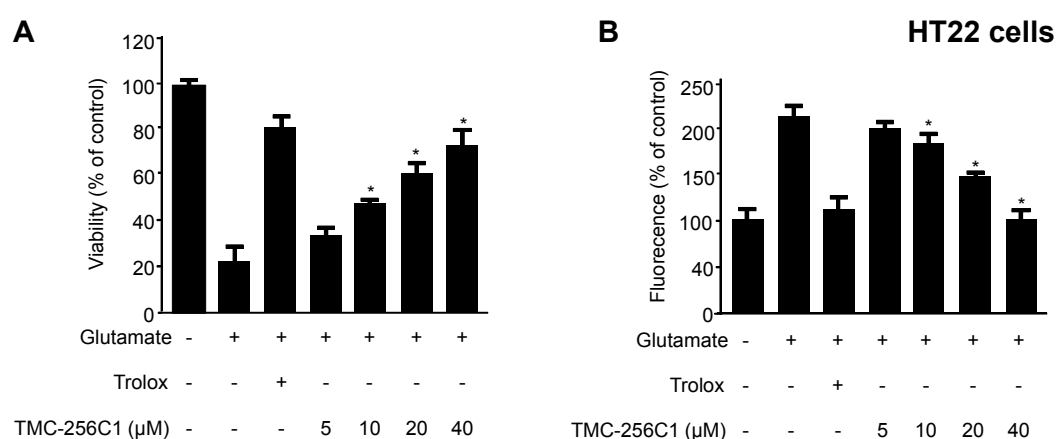 A
B
HT22 cells
Viability (% of control)
120
100
80
60
40
20
0
* * *
Glutamate - + + + + + +
Trolox - - + - - - -
TMC-256C1 (µM) - - - 5 10 20 40
Fluorecence (% of control)
250
200
150
100
40
0
* * *
Glutamate - + + + + + +
Trolox - - + - - - -
TMC-256C1 (µM) - - - 5 10 20 40